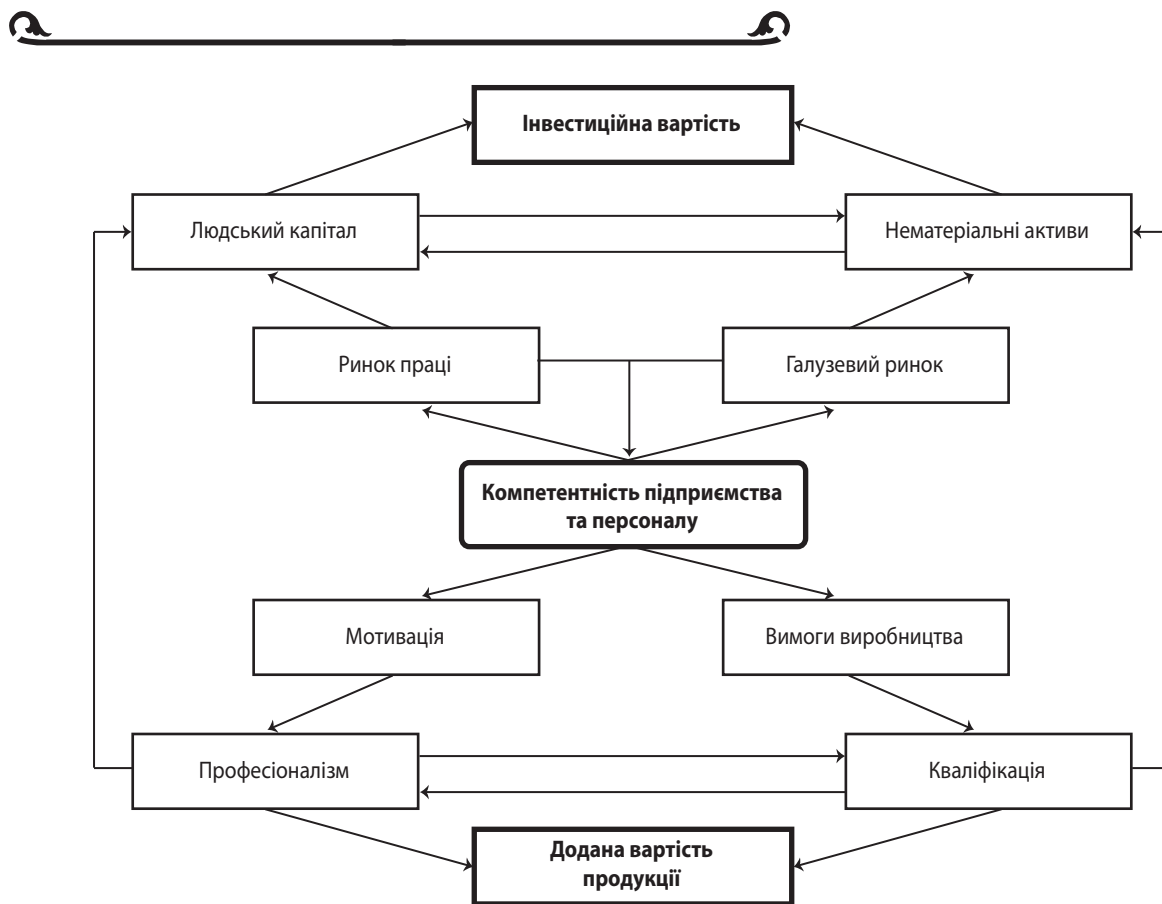 Інвестиційна вартість
Людський капітал
Нематеріальні активи
Ринок праці
Галузевий ринок
Компетентність підприємства
та персоналу
Мотивація
Вимоги виробництва
Професіоналізм
Кваліфікація
Додана вартість
продукції